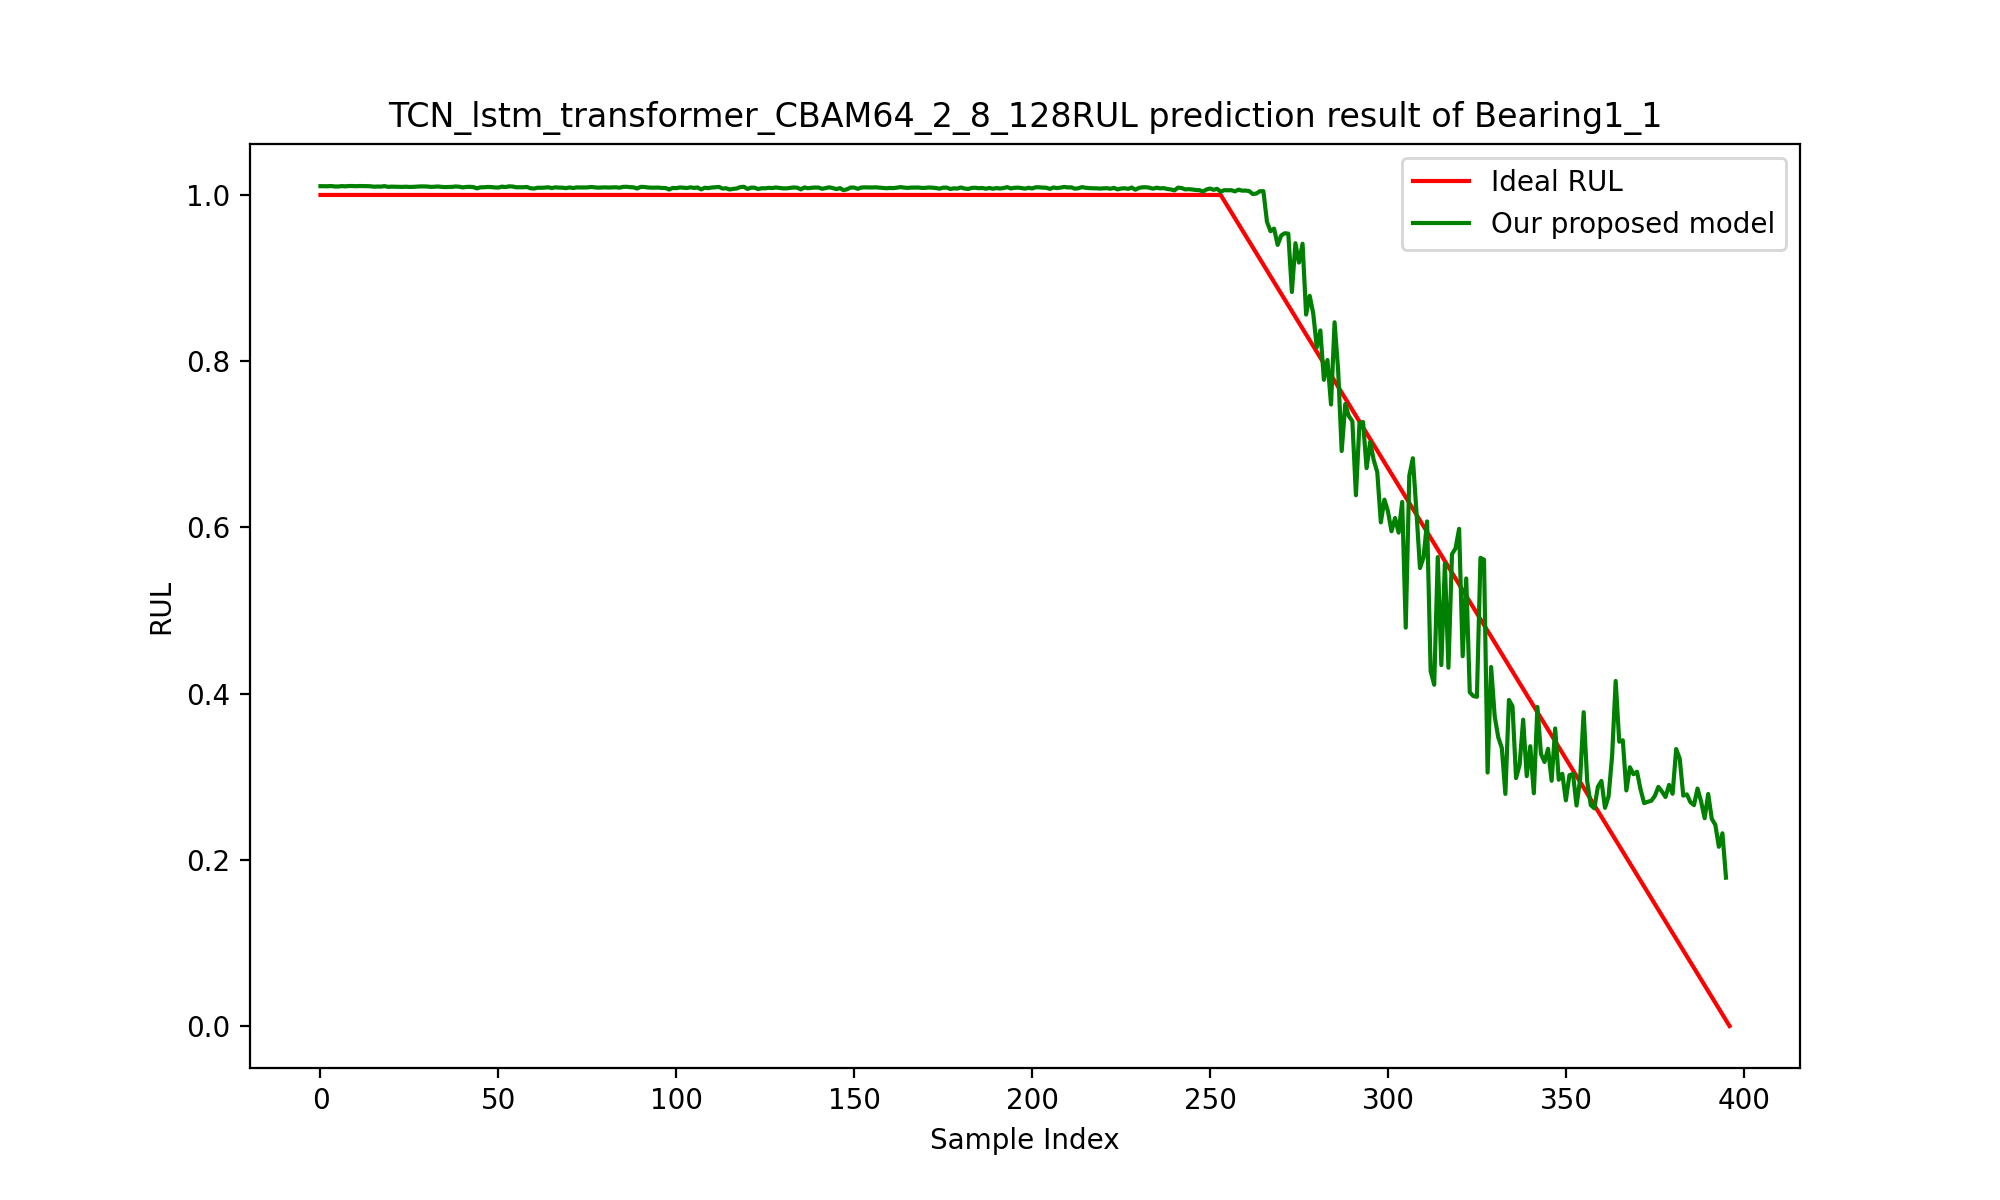 TCN_lstm_transformer_CBAM64_2_8_128RUL prediction result of Bearing1_1
Ideal RUL
Our proposed model
1.0
0.8
0.6
0.4
0.2
0.0
RUL
0 50 100 150 200 250 300 350 400
Sample Index